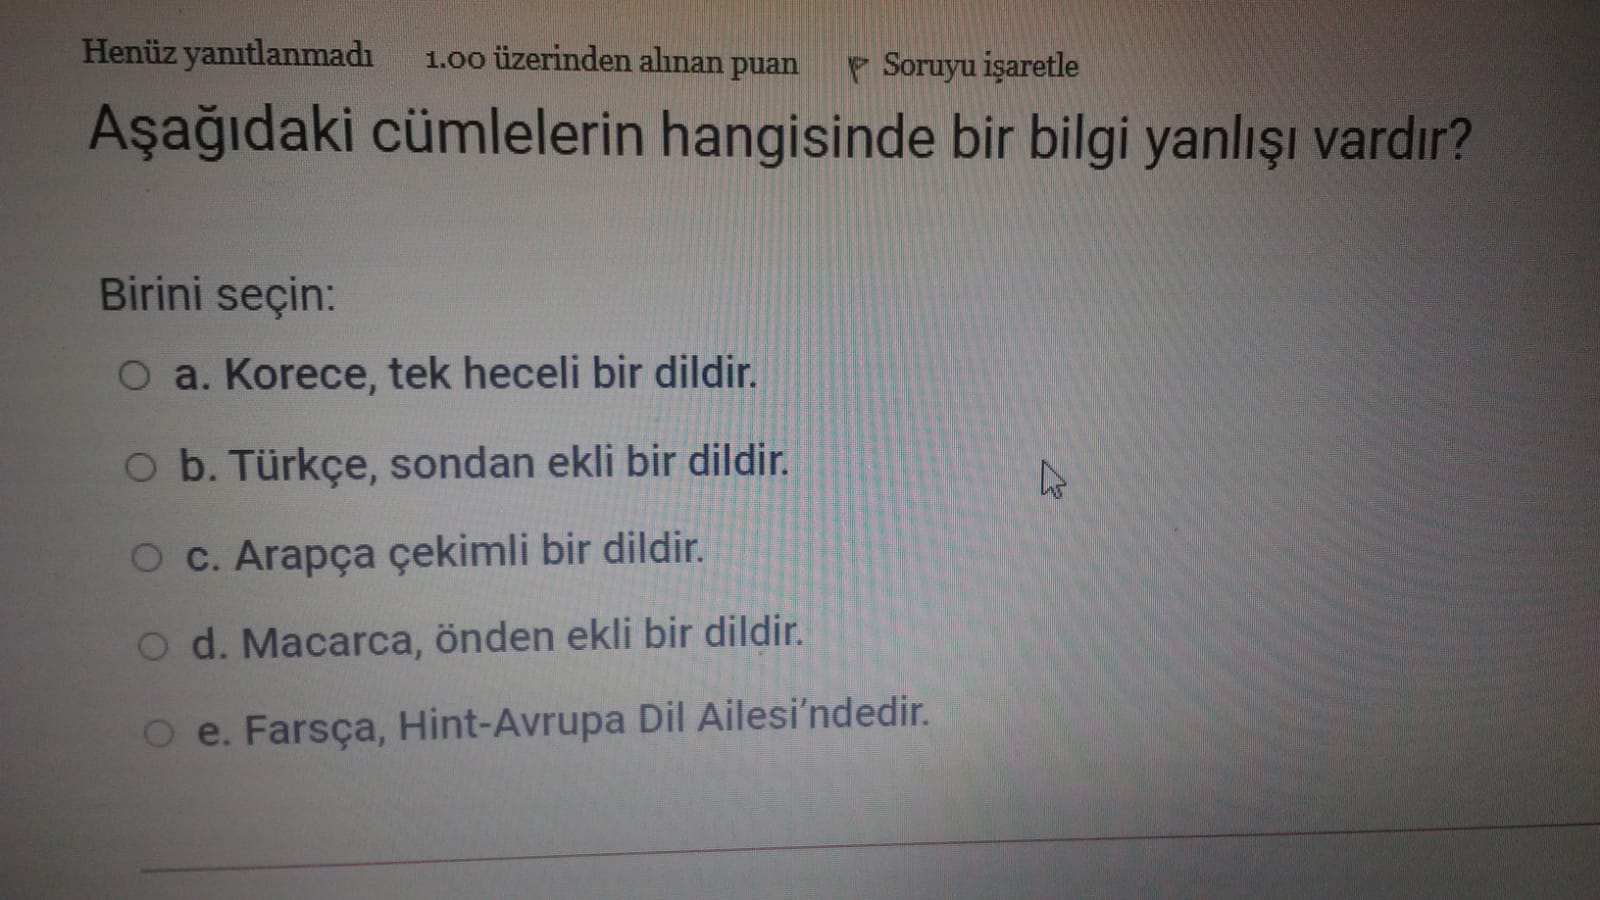 Henüz yanıtlanmadı 1.00 üzerinden alınan puan Soruyu işaretle
Aşağıdaki cümlelerin hangisinde bir bilgi yanlışı vardır?
Birini seçin:
a. Korece, tek heceli bir dildir.
b. Türkçe, sondan ekli bir dildir.
c. Arapça çekimli bir dildir.
d. Macarca, önden ekli bir dildir.
e. Farsça, Hint-Avrupa Dil Ailesi'ndedir.